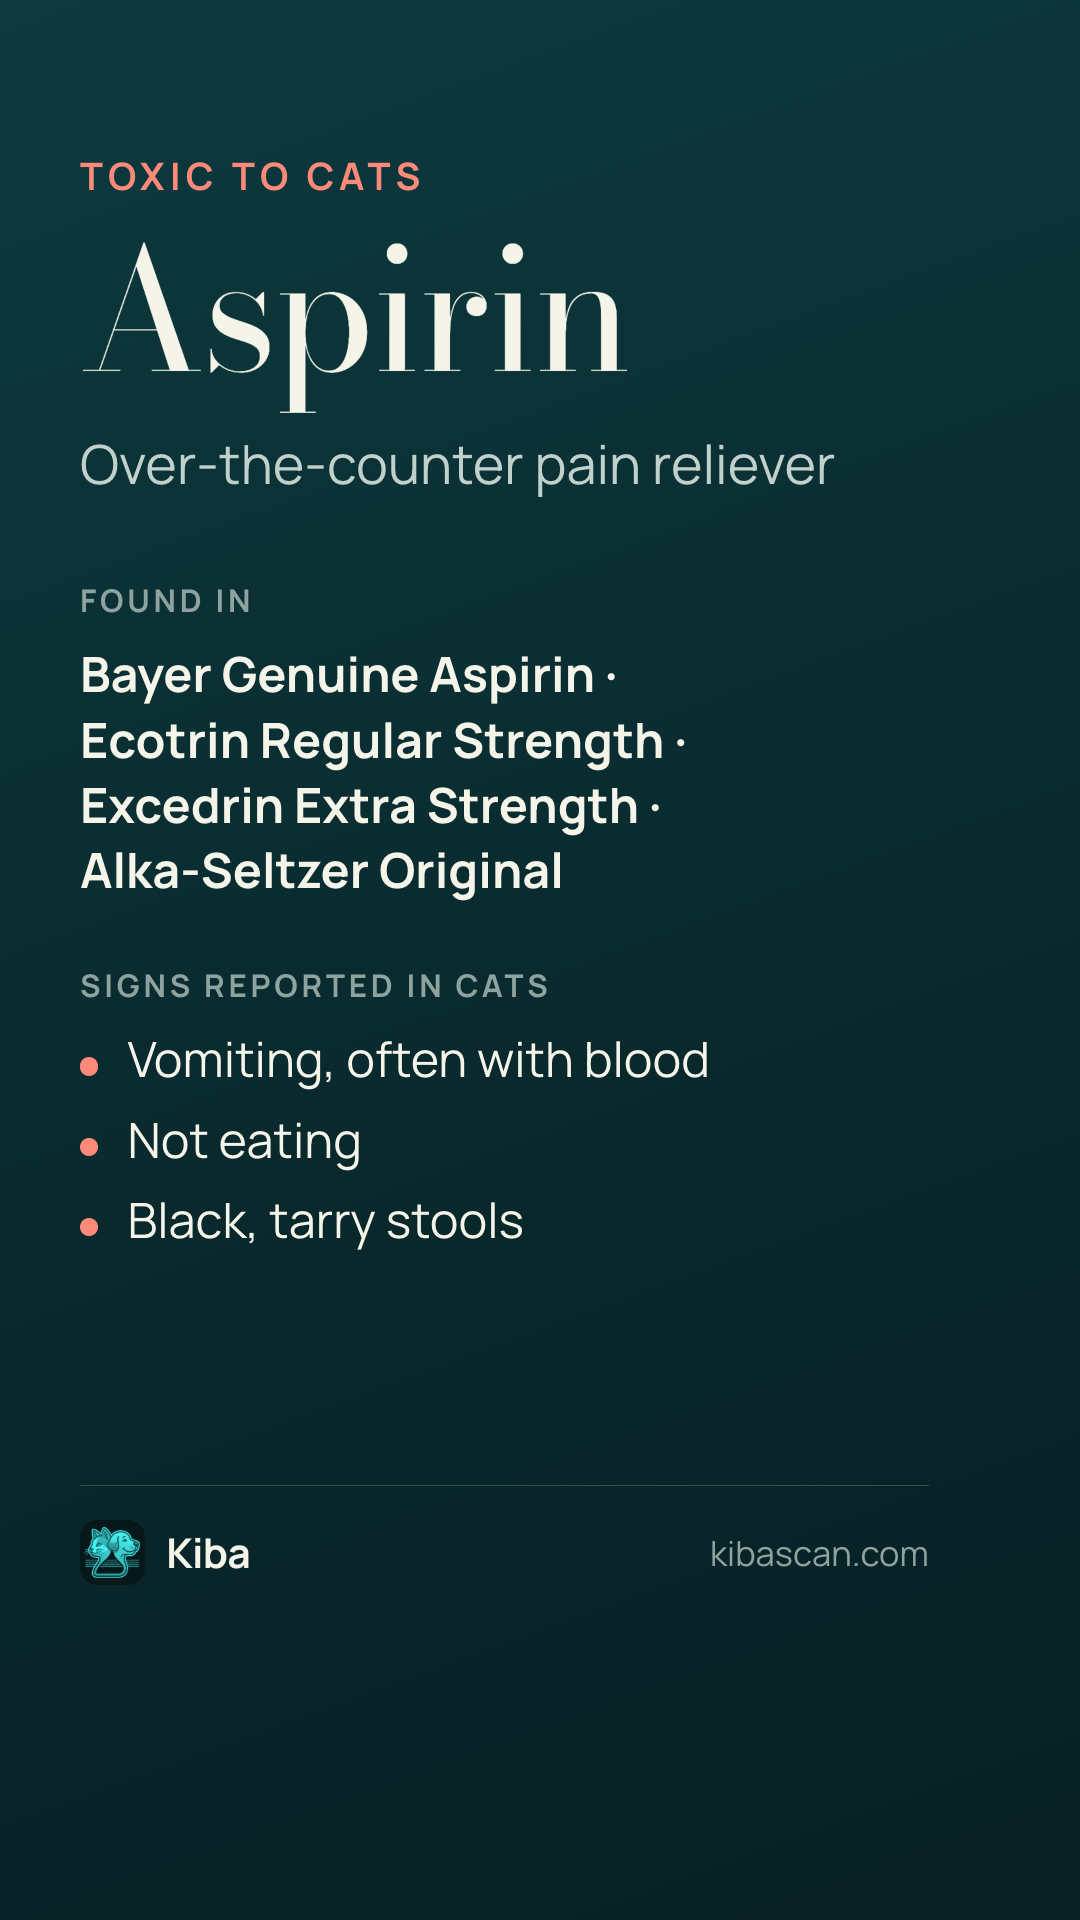 TOXIC TO CATS
Aspirin
Over-the-counter pain reliever
FOUND IN
Bayer Genuine Aspirin ·
Ecotrin Regular Strength ·
Excedrin Extra Strength ·
Alka-Seltzer Original
SIGNS REPORTED IN CATS
Vomiting, often with blood
Not eating
Black, tarry stools
Kiba
kibascan.com